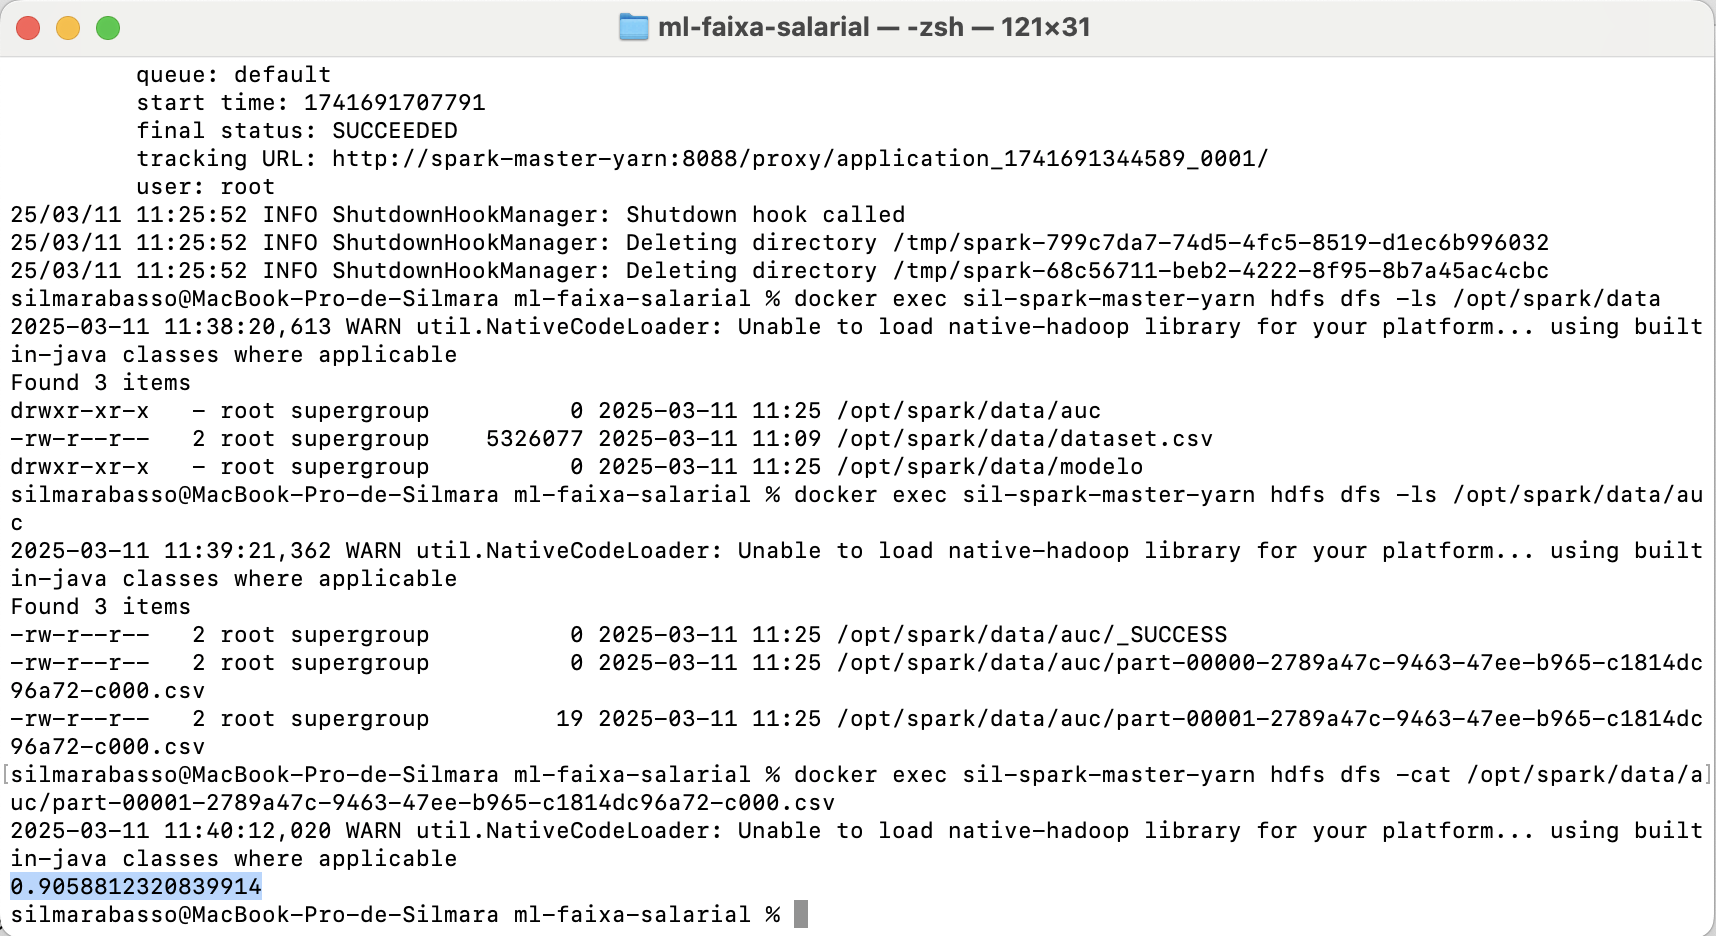 ml-faixa-salarial — -zsh — 121×31
queue: default
start time: 1741691707791
final status: SUCCEEDED
tracking URL: http://spark-master-yarn:8088/proxy/application_1741691344589_0001/
user: root
25/03/11 11:25:52 INFO ShutdownHookManager: Shutdown hook called
25/03/11 11:25:52 INFO ShutdownHookManager: Deleting directory /tmp/spark-799c7da7-74d5-4fc5-8519-d1ec6b996032
25/03/11 11:25:52 INFO ShutdownHookManager: Deleting directory /tmp/spark-68c56711-beb2-4222-8f95-8b7a45ac4cbc
silmarabasso@MacBook-Pro-de-Silmara ml-faixa-salarial % docker exec sil-spark-master-yarn hdfs dfs -ls /opt/spark/data
2025-03-11 11:38:20,613 WARN util.NativeCodeLoader: Unable to load native-hadoop library for your platform... using built
in-java classes where applicable
Found 3 items
drwxr-xr-x   - root supergroup          0 2025-03-11 11:25 /opt/spark/data/auc
-rw-r--r--   2 root supergroup    5326077 2025-03-11 11:09 /opt/spark/data/dataset.csv
drwxr-xr-x   - root supergroup          0 2025-03-11 11:25 /opt/spark/data/modelo
silmarabasso@MacBook-Pro-de-Silmara ml-faixa-salarial % docker exec sil-spark-master-yarn hdfs dfs -ls /opt/spark/data/au
c
2025-03-11 11:39:21,362 WARN util.NativeCodeLoader: Unable to load native-hadoop library for your platform... using built
in-java classes where applicable
Found 3 items
-rw-r--r--   2 root supergroup          0 2025-03-11 11:25 /opt/spark/data/auc/_SUCCESS
-rw-r--r--   2 root supergroup          0 2025-03-11 11:25 /opt/spark/data/auc/part-00000-2789a47c-9463-47ee-b965-c1814dc
96a72-c000.csv
-rw-r--r--   2 root supergroup         19 2025-03-11 11:25 /opt/spark/data/auc/part-00001-2789a47c-9463-47ee-b965-c1814dc
96a72-c000.csv
[silmarabasso@MacBook-Pro-de-Silmara ml-faixa-salarial % docker exec sil-spark-master-yarn hdfs dfs -cat /opt/spark/data/a]
uc/part-00001-2789a47c-9463-47ee-b965-c1814dc96a72-c000.csv
2025-03-11 11:40:12,020 WARN util.NativeCodeLoader: Unable to load native-hadoop library for your platform... using built
in-java classes where applicable
0.9058812320839914
silmarabasso@MacBook-Pro-de-Silmara ml-faixa-salarial %